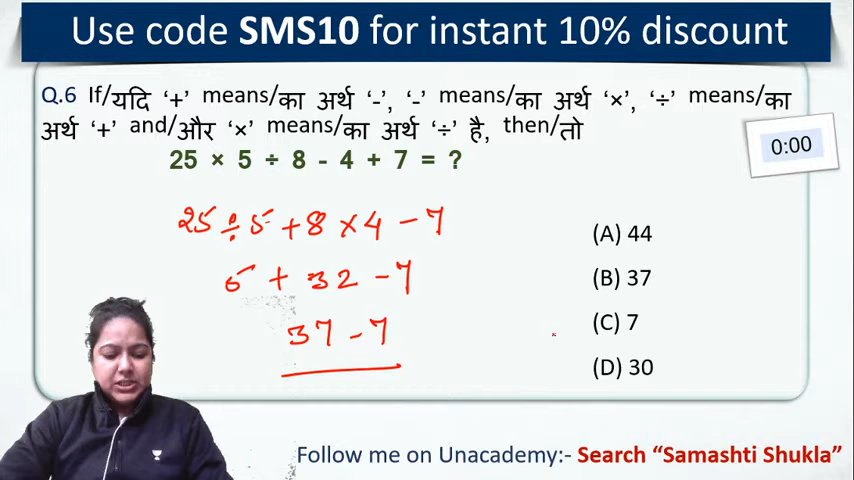 Use code SMS10 for instant 10% discount
Q.6 If/यदि ‘+’ means/का अर्थ ‘-’, ‘-’ means/का अर्थ ‘×’, ‘÷’ means/का
अर्थ ‘+’ and/और ‘×’ means/का अर्थ ‘÷’ है, then/तो
25 × 5 ÷ 8 - 4 + 7 = ?
0:00
25 ÷ 5 + 8 × 4 - 7
5 + 32 - 7
37 - 7
(A) 44
(B) 37
(C) 7
(D) 30
Follow me on Unacademy:- Search “Samashti Shukla”